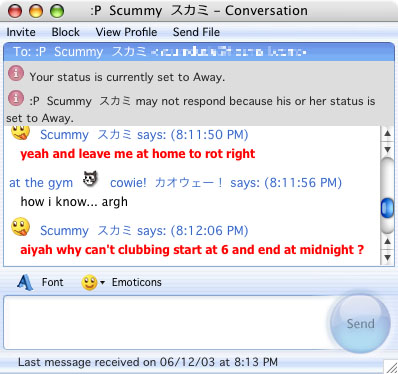 :P Scummy スカミ – Conversation
Invite Block View Profile Send File
To: :P Scummy スカミ
Your status is currently set to Away.
:P Scummy スカミ may not respond because his or her status is
set to Away.
Scummy スカミ says: (8:11:50 PM)
yeah and leave me at home to rot right
at the gym cowie! カオウェー! says: (8:11:56 PM)
how i know... argh
Scummy スカミ says: (8:12:06 PM)
aiyah why can't clubbing start at 6 and end at midnight ?
Font Emoticons
Send
Last message received on 06/12/03 at 8:13 PM